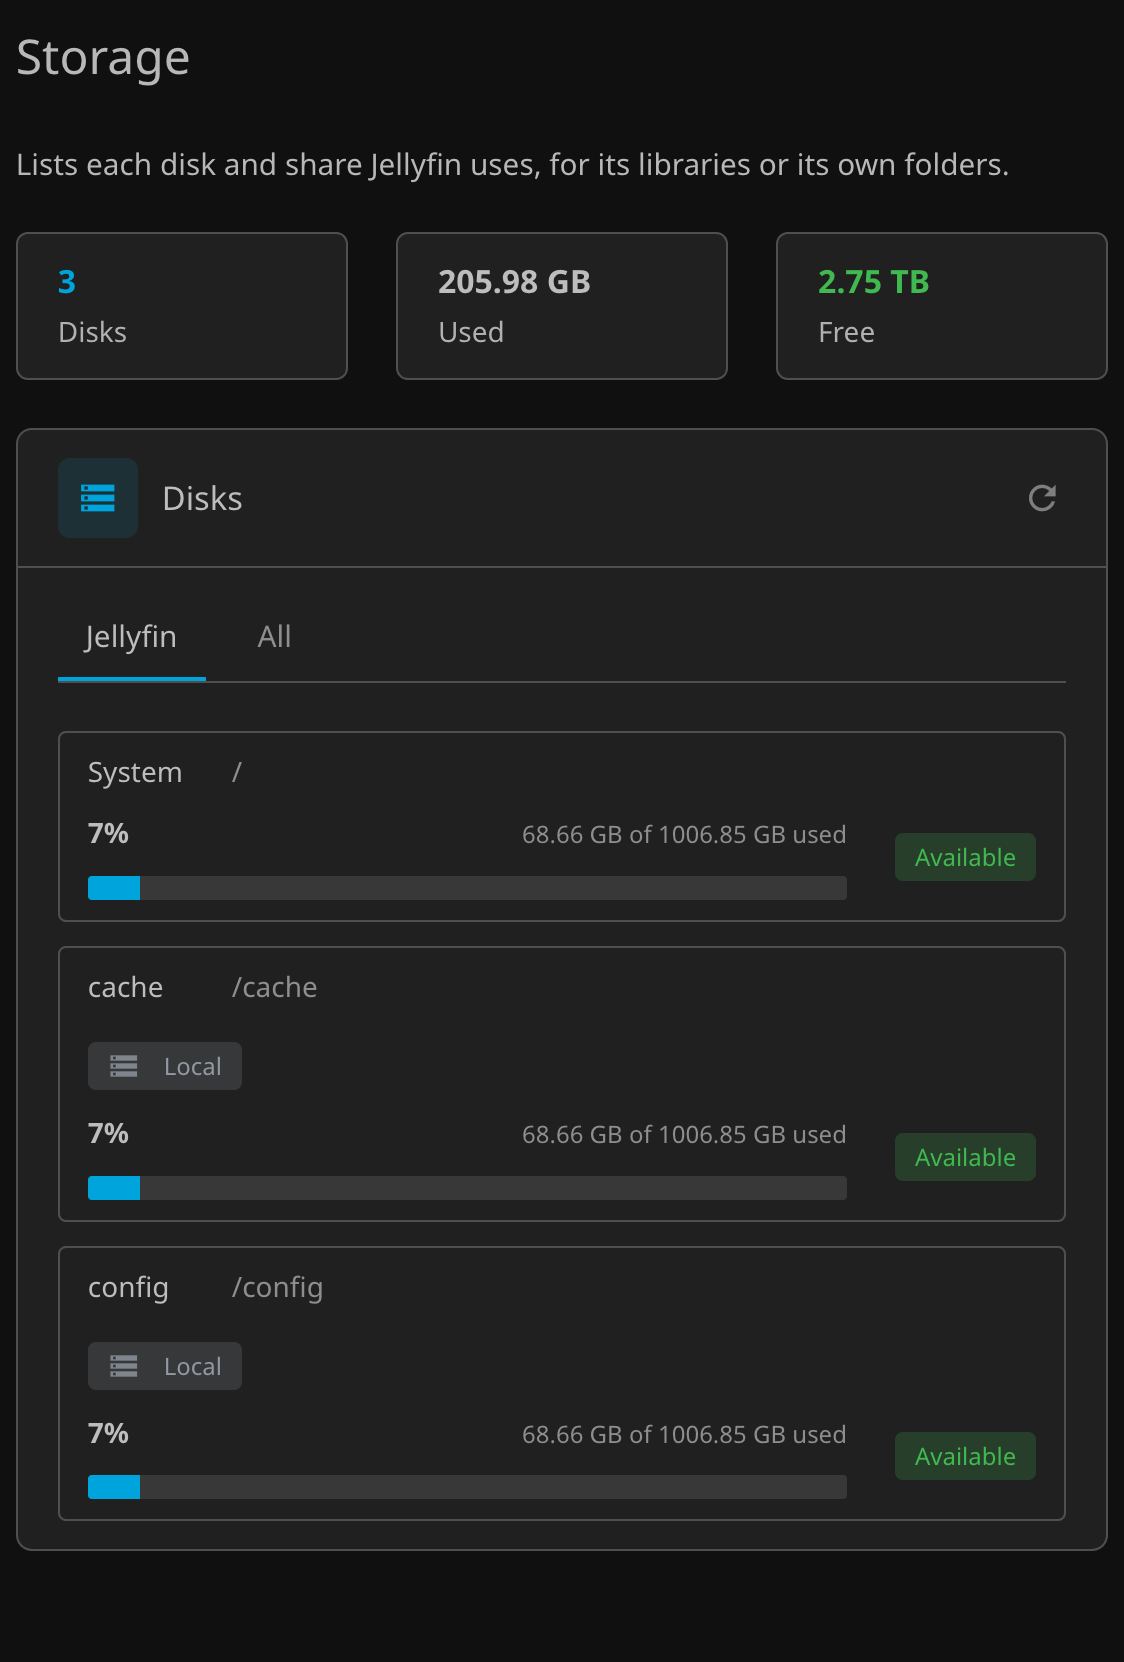 Storage
Lists each disk and share Jellyfin uses, for its libraries or its own folders.
3
Disks
205.98 GB
Used
2.75 TB
Free
Disks
Jellyfin All
System /
7% 68.66 GB of 1006.85 GB used
Available
cache /cache
Local
7% 68.66 GB of 1006.85 GB used
Available
config /config
Local
7% 68.66 GB of 1006.85 GB used
Available